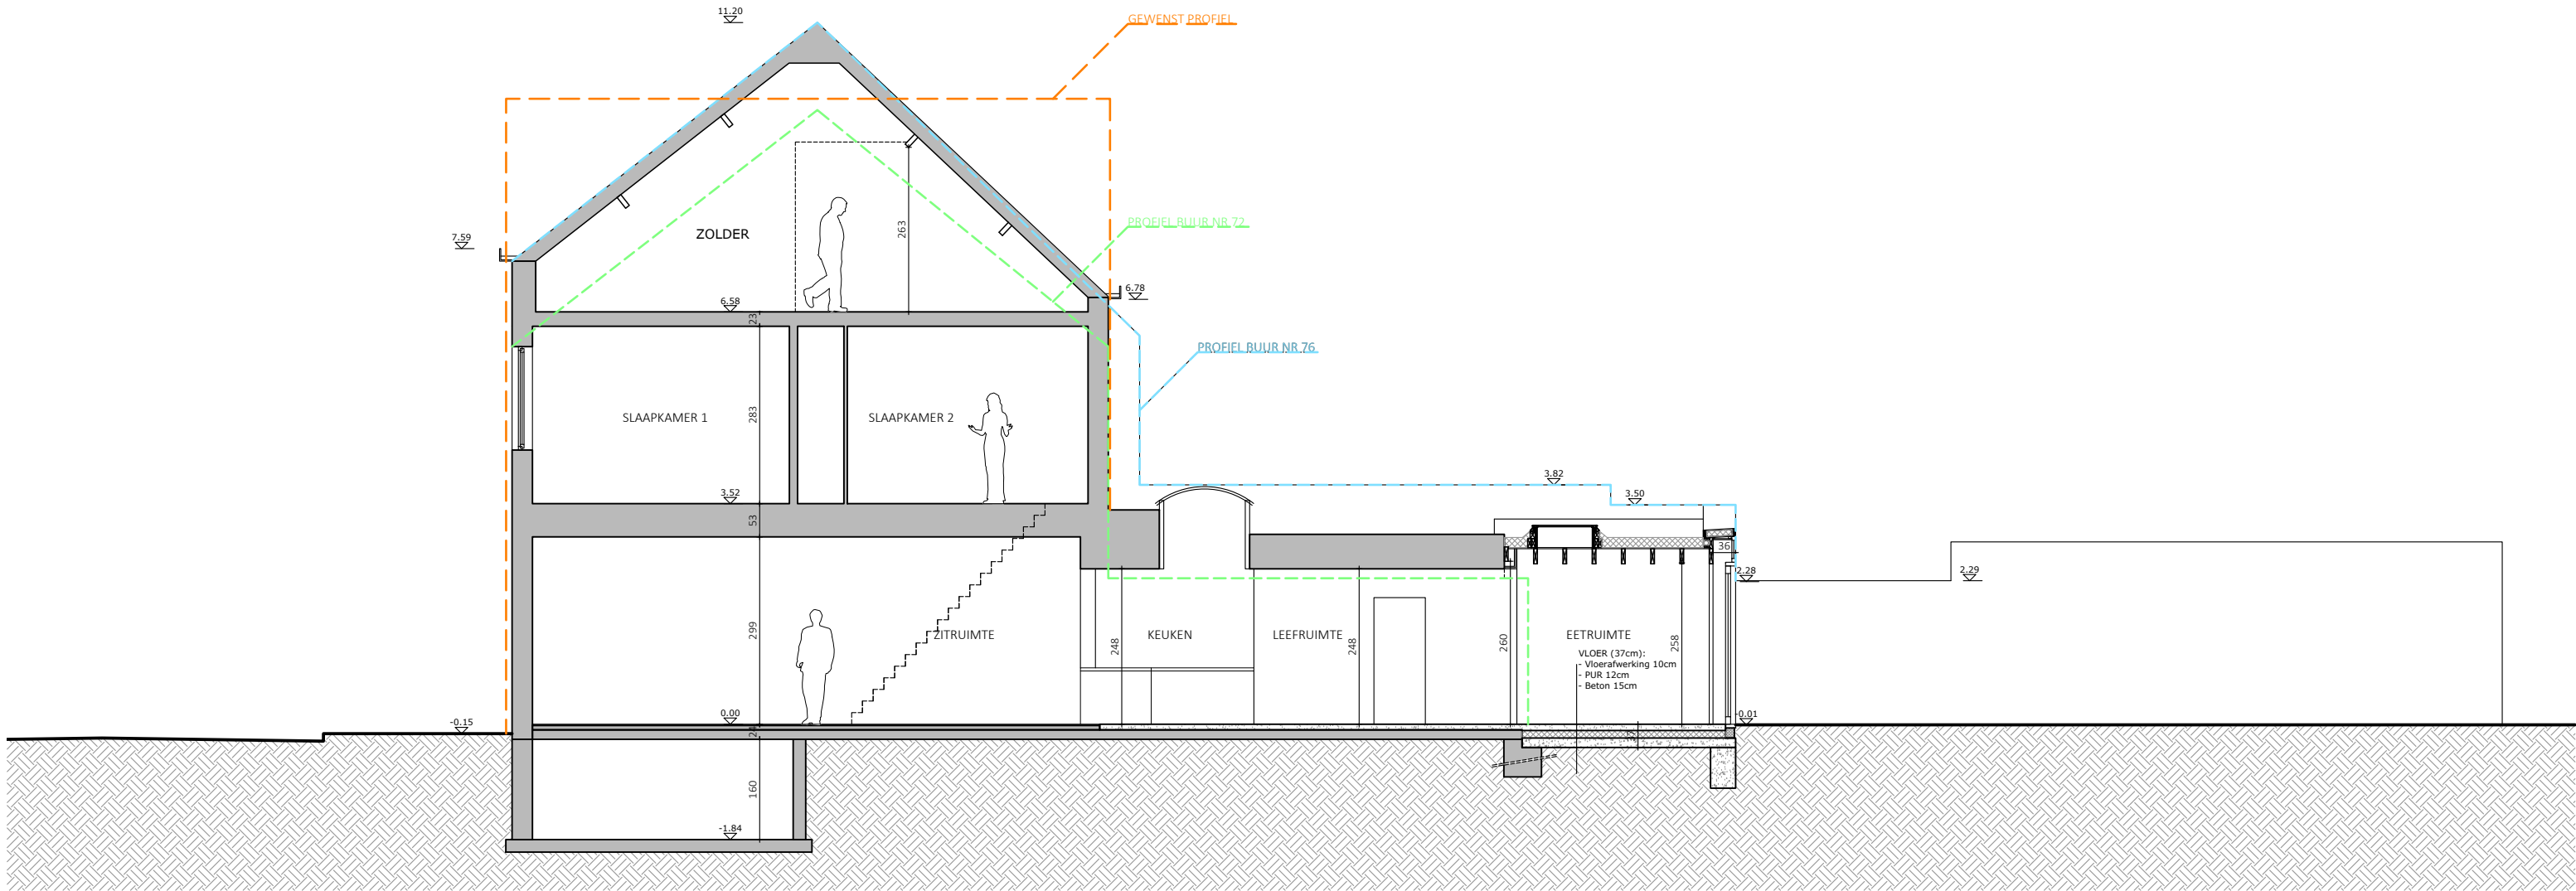 11.20
GEWENST PROFIEL
PROFIEL BUUR NR.72
ZOLDER
263
7.59
6.78
6.58
23
PROFIEL BUUR NR.76
SLAAPKAMER 1
283
SLAAPKAMER 2
3.82
3.52
3.50
53
36
2.28
2.29
299
ZITRUIMTE
248
KEUKEN
LEEFRUIMTE
248
260
EETRUIMTE
258
VLOER (37cm):
- Vloerafwerking 10cm
- PUR 12cm
- Beton 15cm
-0.15
0.00
-0.01
160
-1.84